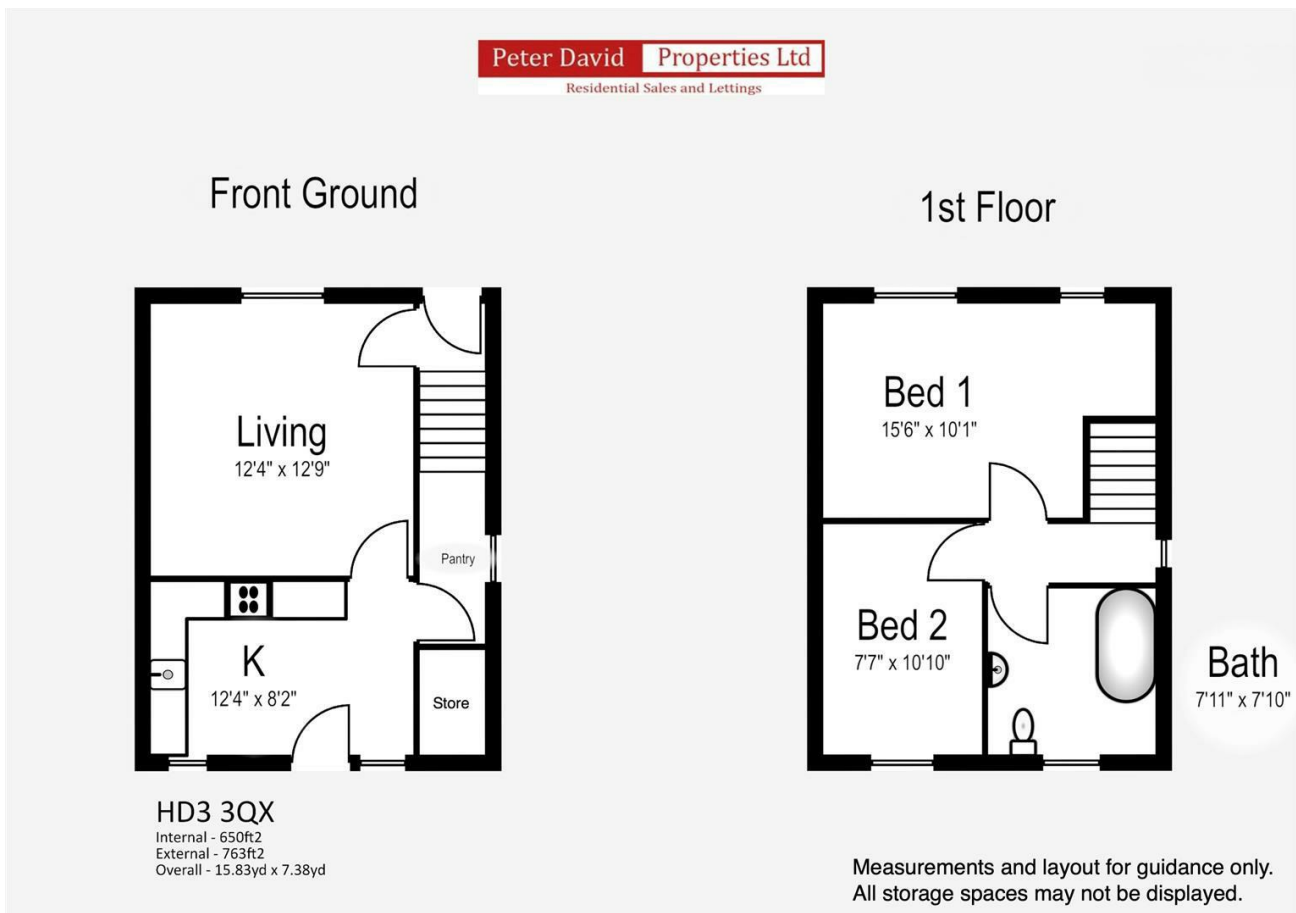 Peter David Properties Ltd
Residential Sales and Lettings
Front Ground
1st Floor
Living
12'4" x 12'9"
Pantry
K
12'4" x 8'2"
Store
Bed 1
15'6" x 10'1"
Bed 2
7'7" x 10'10"
Bath
7'11" x 7'10"
HD3 3QX
Internal - 650ft2
External - 763ft2
Overall - 15.83yd x 7.38yd
Measurements and layout for guidance only.
All storage spaces may not be displayed.